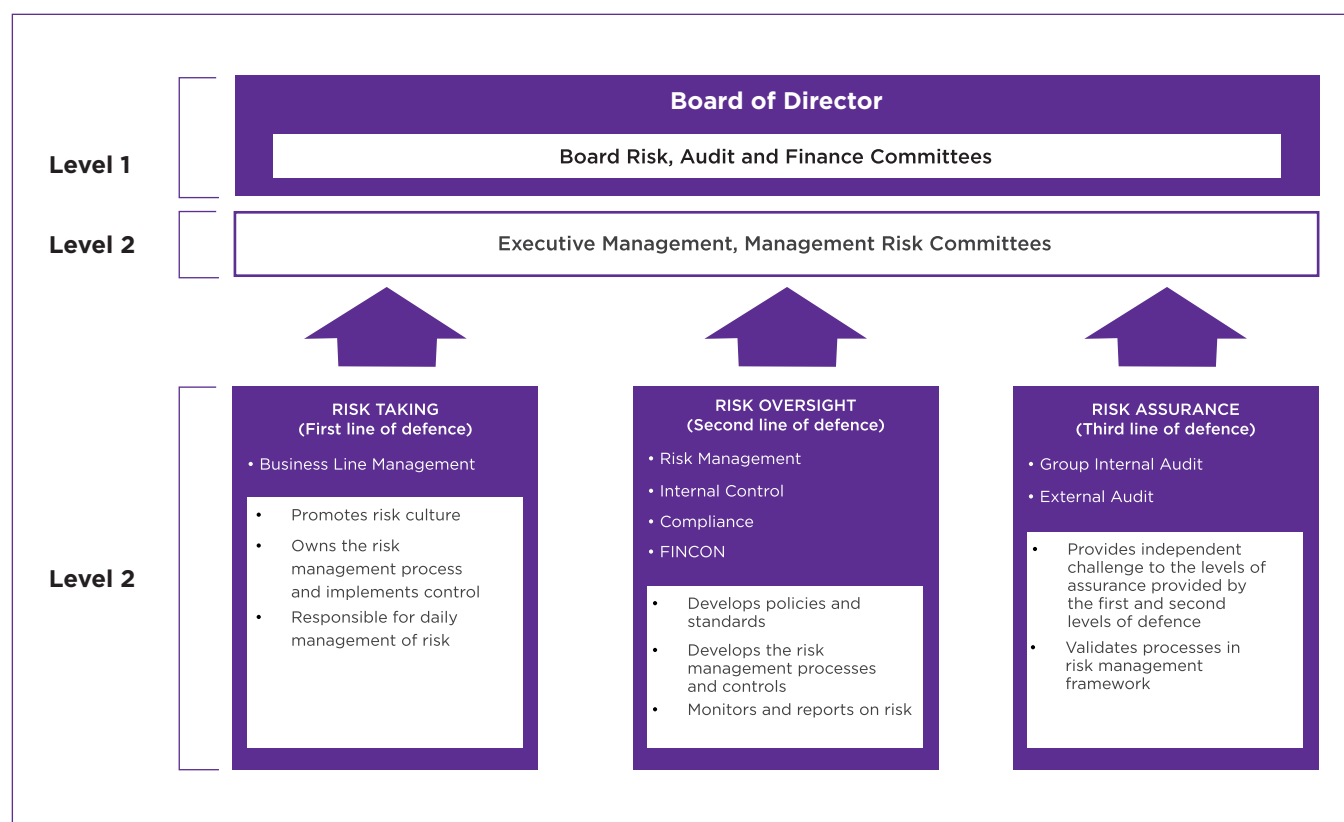 Board of Director
Level 1
Board Risk, Audit and Finance Committees
Level 2
Executive Management, Management Risk Committees
Level 2
RISK TAKING
(First line of defence)
• Business Line Management
• Promotes risk culture
• Owns the risk
management process
and implements control
• Responsible for daily
management of risk
RISK OVERSIGHT
(Second line of defence)
• Risk Management
• Internal Control
• Compliance
• FINCON
• Develops policies and
standards
• Develops the risk
management processes
and controls
• Monitors and reports on risk
RISK ASSURANCE
(Third line of defence)
• Group Internal Audit
• External Audit
• Provides independent
challenge to the levels of
assurance provided by
the first and second
levels of defence
• Validates processes in
risk management
framework